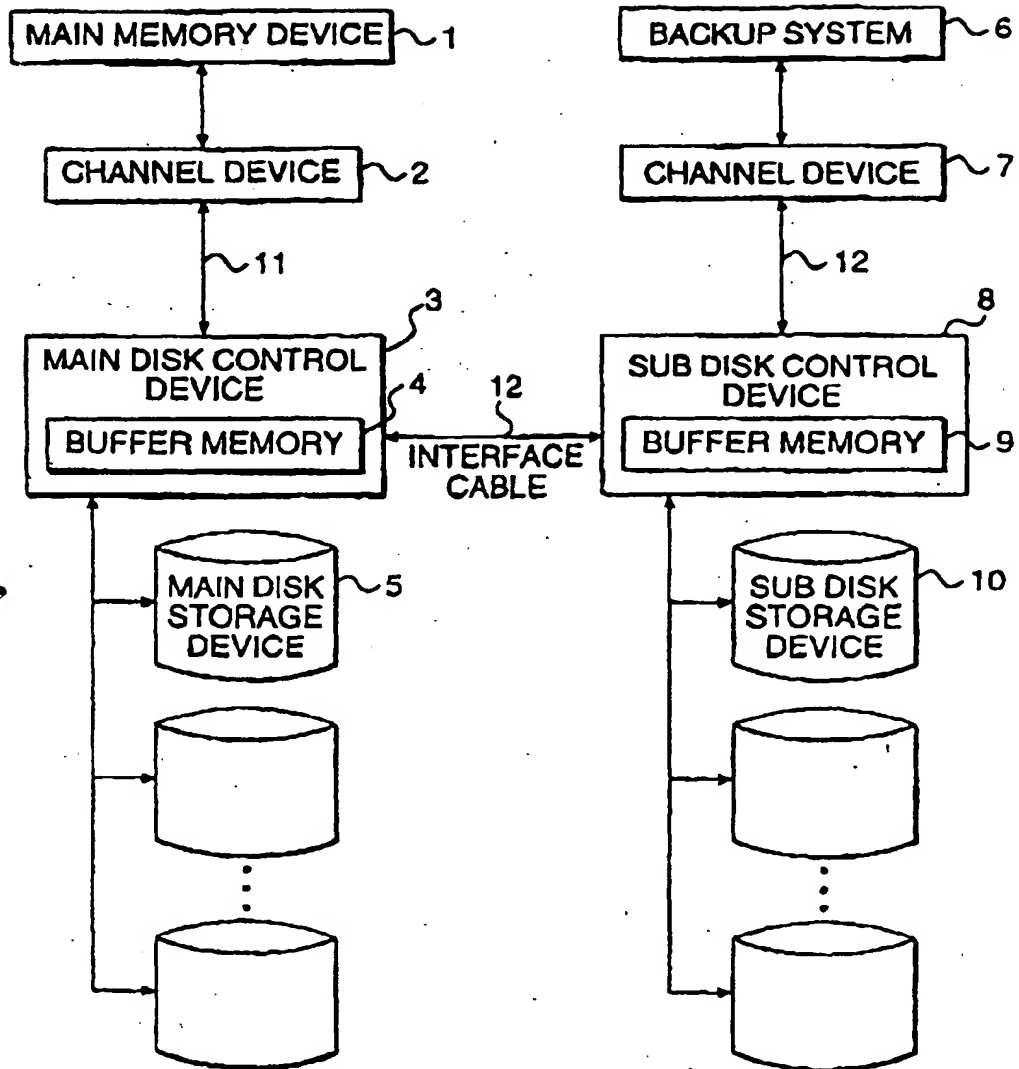 MAIN MEMORY DEVICE
1
BACKUP SYSTEM
6
CHANNEL DEVICE
2
CHANNEL DEVICE
7
11
12
3
MAIN DISK CONTROL
DEVICE
4
BUFFER MEMORY
12
INTERFACE
CABLE
8
SUB DISK CONTROL
DEVICE
BUFFER MEMORY
9
MAIN DISK
STORAGE
DEVICE
5
SUB DISK
STORAGE
DEVICE
10